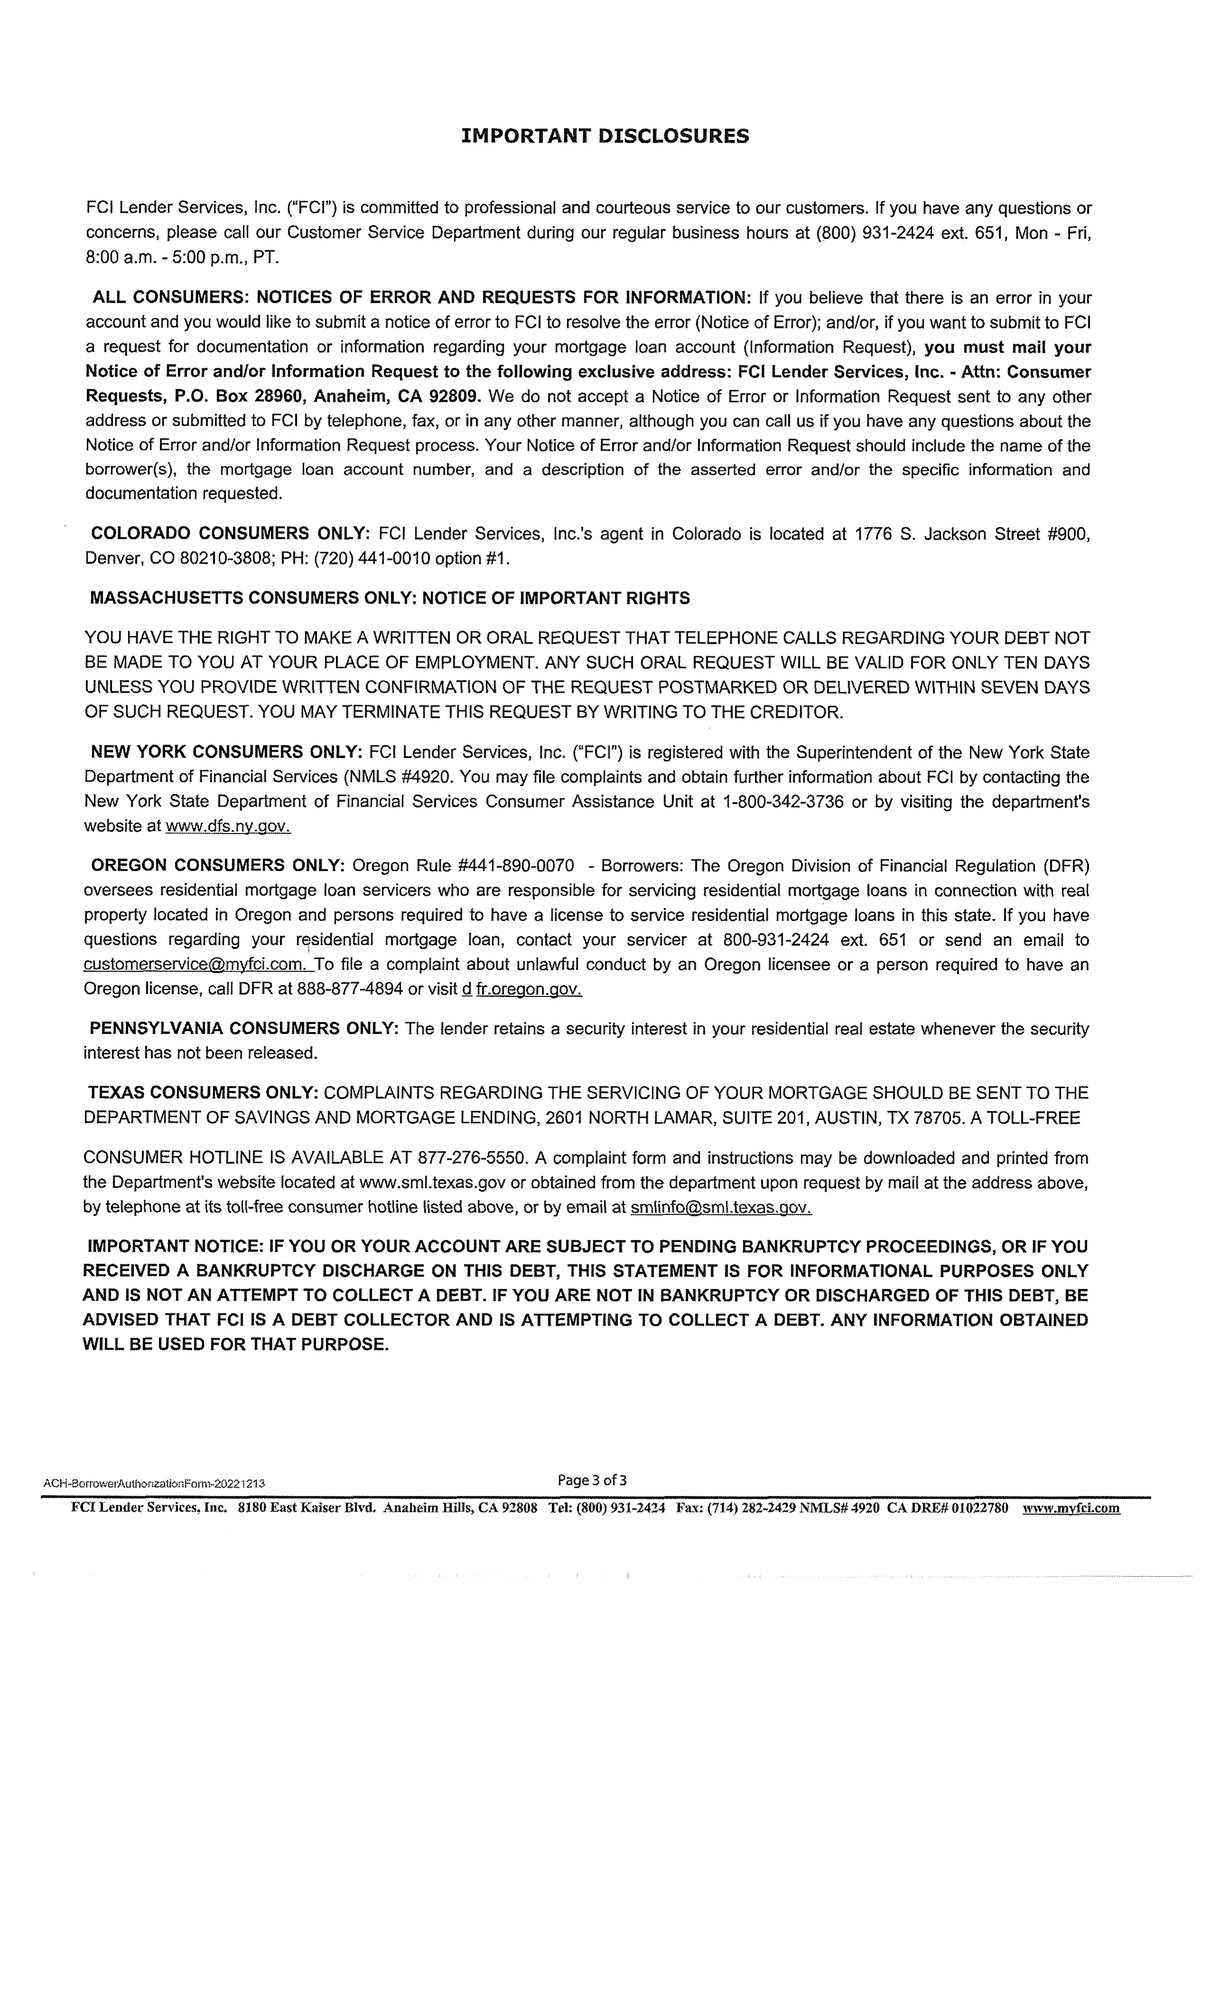 IMPORTANT DISCLOSURES
FCI Lender Services, Inc. (“FCI”) is committed to professional and courteous service to our customers. If you have any questions or
concerns, please call our Customer Service Department during our regular business hours at (800) 931-2424 ext. 651, Mon - Fri,
8:00 a.m. - 5:00 p.m., PT.
ALL CONSUMERS: NOTICES OF ERROR AND REQUESTS FOR INFORMATION: If you believe that there is an error in your
account and you would like to submit a notice of error to FCI to resolve the error (Notice of Error); and/or, if you want to submit to FCI
a request for documentation or information regarding your mortgage loan account (Information Request), you must mail your
Notice of Error and/or Information Request to the following exclusive address: FCI Lender Services, Inc. - Attn: Consumer
Requests, P.O. Box 28960, Anaheim, CA 92809. We do not accept a Notice of Error or Information Request sent to any other
address or submitted to FCI by telephone, fax, or in any other manner, although you can call us if you have any questions about the
Notice of Error and/or Information Request process. Your Notice of Error and/or Information Request should include the name of the
borrower(s), the mortgage loan account number, and a description of the asserted error and/or the specific information and
documentation requested.
COLORADO CONSUMERS ONLY: FCI Lender Services, Inc.'s agent in Colorado is located at 1776 S. Jackson Street #900,
Denver, CO 80210-3808; PH: (720) 441-0010 option #1.
MASSACHUSETTS CONSUMERS ONLY: NOTICE OF IMPORTANT RIGHTS
YOU HAVE THE RIGHT TO MAKE A WRITTEN OR ORAL REQUEST THAT TELEPHONE CALLS REGARDING YOUR DEBT NOT
BE MADE TO YOU AT YOUR PLACE OF EMPLOYMENT. ANY SUCH ORAL REQUEST WILL BE VALID FOR ONLY TEN DAYS
UNLESS YOU PROVIDE WRITTEN CONFIRMATION OF THE REQUEST POSTMARKED OR DELIVERED WITHIN SEVEN DAYS
OF SUCH REQUEST. YOU MAY TERMINATE THIS REQUEST BY WRITING TO THE CREDITOR.
NEW YORK CONSUMERS ONLY: FCI Lender Services, Inc. (“FCI”) is registered with the Superintendent of the New York State
Department of Financial Services (NMLS #4920. You may file complaints and obtain further information about FCI by contacting the
New York State Department of Financial Services Consumer Assistance Unit at 1-800-342-3736 or by visiting the department's
website at www.dfs.ny.gov.
OREGON CONSUMERS ONLY: Oregon Rule #441-890-0070 - Borrowers: The Oregon Division of Financial Regulation (DFR)
oversees residential mortgage loan servicers who are responsible for servicing residential mortgage loans in connection with real
property located in Oregon and persons required to have a license to service residential mortgage loans in this state. If you have
questions regarding your residential mortgage loan, contact your servicer at 800-931-2424 ext. 651 or send an email to
customerservice@myfci.com. To file a complaint about unlawful conduct by an Oregon licensee or a person required to have an
Oregon license, call DFR at 888-877-4894 or visit d fr.oregon.gov.
PENNSYLVANIA CONSUMERS ONLY: The lender retains a security interest in your residential real estate whenever the security
interest has not been released.
TEXAS CONSUMERS ONLY: COMPLAINTS REGARDING THE SERVICING OF YOUR MORTGAGE SHOULD BE SENT TO THE
DEPARTMENT OF SAVINGS AND MORTGAGE LENDING, 2601 NORTH LAMAR, SUITE 201, AUSTIN, TX 78705. A TOLL-FREE
CONSUMER HOTLINE IS AVAILABLE AT 877-276-5550. A complaint form and instructions may be downloaded and printed from
the Department's website located at www.sml.texas.gov or obtained from the department upon request by mail at the address above,
by telephone at its toll-free consumer hotline listed above, or by email at smlinfo@sml.texas.gov.
IMPORTANT NOTICE: IF YOU OR YOUR ACCOUNT ARE SUBJECT TO PENDING BANKRUPTCY PROCEEDINGS, OR IF YOU
RECEIVED A BANKRUPTCY DISCHARGE ON THIS DEBT, THIS STATEMENT IS FOR INFORMATIONAL PURPOSES ONLY
AND IS NOT AN ATTEMPT TO COLLECT A DEBT. IF YOU ARE NOT IN BANKRUPTCY OR DISCHARGED OF THIS DEBT, BE
ADVISED THAT FCI IS A DEBT COLLECTOR AND IS ATTEMPTING TO COLLECT A DEBT. ANY INFORMATION OBTAINED
WILL BE USED FOR THAT PURPOSE.
ACH-BorrowerAuthorizationForm-20221213 Page 3 of 3
FCI Lender Services, Inc. 8180 East Kaiser Blvd. Anaheim Hills, CA 92808 Tel: (800) 931-2424 Fax: (714) 282-2429 NMLS# 4920 CA DRE# 01022780 www.myfci.com